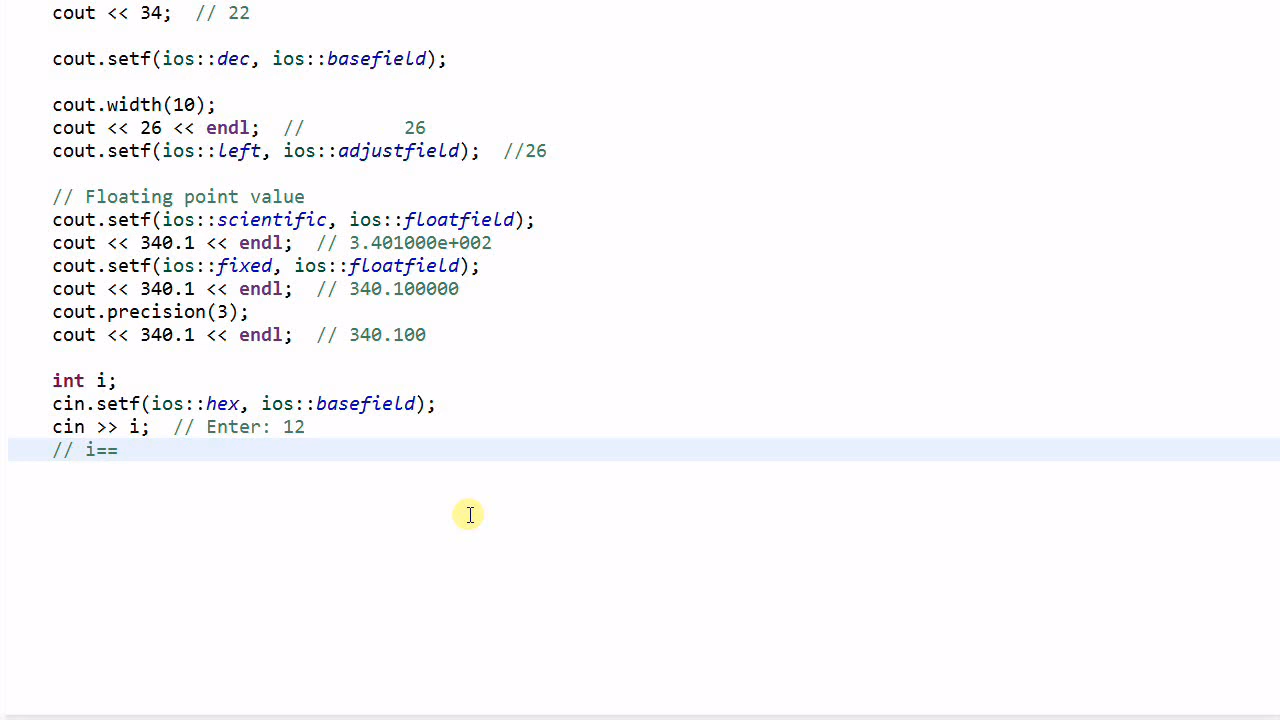 cout << 34;  // 22
cout.setf(ios::dec, ios::basefield);
cout.width(10);
cout << 26 << endl;  //         26
cout.setf(ios::left, ios::adjustfield);  //26
// Floating point value
cout.setf(ios::scientific, ios::floatfield);
cout << 340.1 << endl;  // 3.401000e+002
cout.setf(ios::fixed, ios::floatfield);
cout << 340.1 << endl;  // 340.100000
cout.precision(3);
cout << 340.1 << endl;  // 340.100
int i;
cin.setf(ios::hex, ios::basefield);
cin >> i;  // Enter: 12
// i==